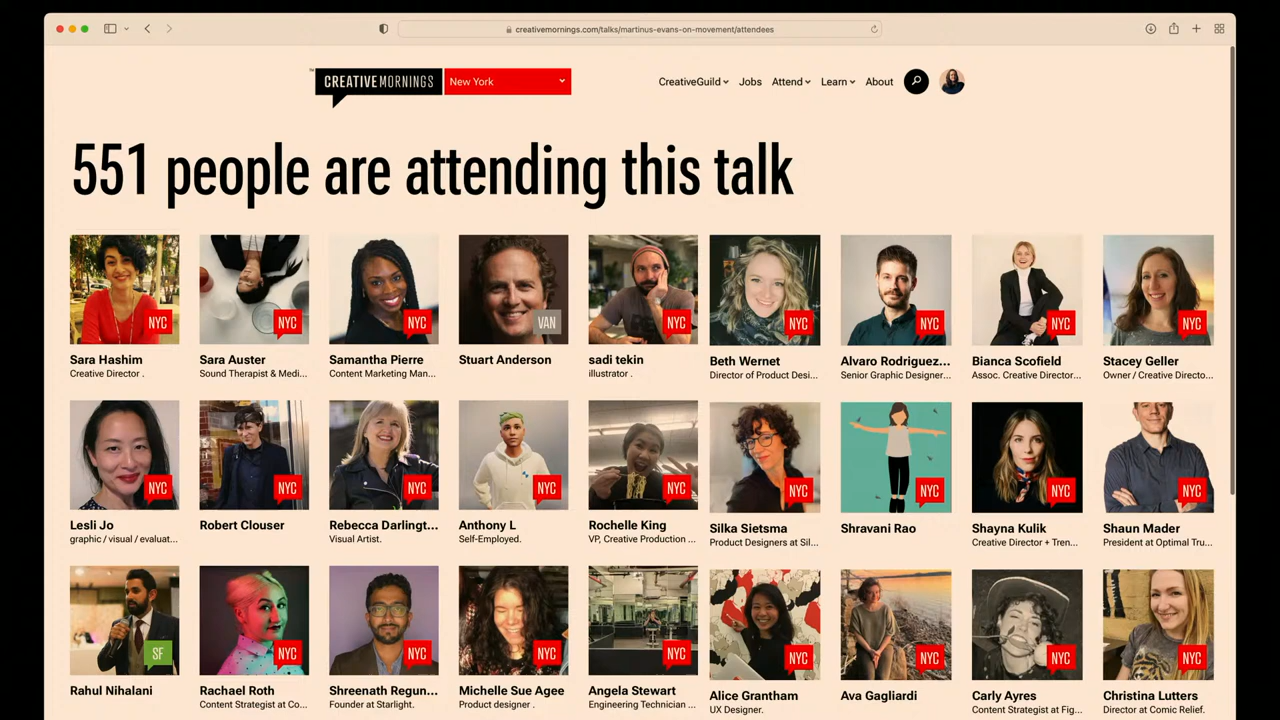 creativemornings.com/talks/martinus-evans-on-movement/attendees
CREATIVEMORNINGS
New York
CreativeGuild
Jobs
Attend
Learn
About
551 people are attending this talk
NYC
NYC
NYC
VAN
NYC
NYC
NYC
NYC
NYC
Sara Hashim
Sara Auster
Samantha Pierre
Stuart Anderson
sadi tekin
Beth Wernet
Alvaro Rodriguez...
Bianca Scofield
Stacey Geller
Creative Director .
Sound Therapist & Medi...
Content Marketing Man...
illustrator .
Director of Product Desi...
Senior Graphic Designer...
Assoc. Creative Director...
Owner / Creative Directo...
NYC
NYC
NYC
NYC
NYC
NYC
NYC
NYC
NYC
Lesli Jo
Robert Clouser
Rebecca Darlingt...
Anthony L
Rochelle King
Silka Sietsma
Shravani Rao
Shayna Kulik
Shaun Mader
graphic / visual / evaluat...
Visual Artist.
Self-Employed.
VP, Creative Production ...
Product Designers at Sil...
Creative Director + Tren...
President at Optimal Tru...
SF
NYC
NYC
NYC
NYC
NYC
NYC
NYC
NYC
Rahul Nihalani
Rachael Roth
Shreenath Regun...
Michelle Sue Agee
Angela Stewart
Alice Grantham
Ava Gagliardi
Carly Ayres
Christina Lutters
Content Strategist at Co...
Founder at Starlight.
Product designer .
Engineering Technician ...
UX Designer.
Content Strategist at Fig...
Director at Comic Relief.